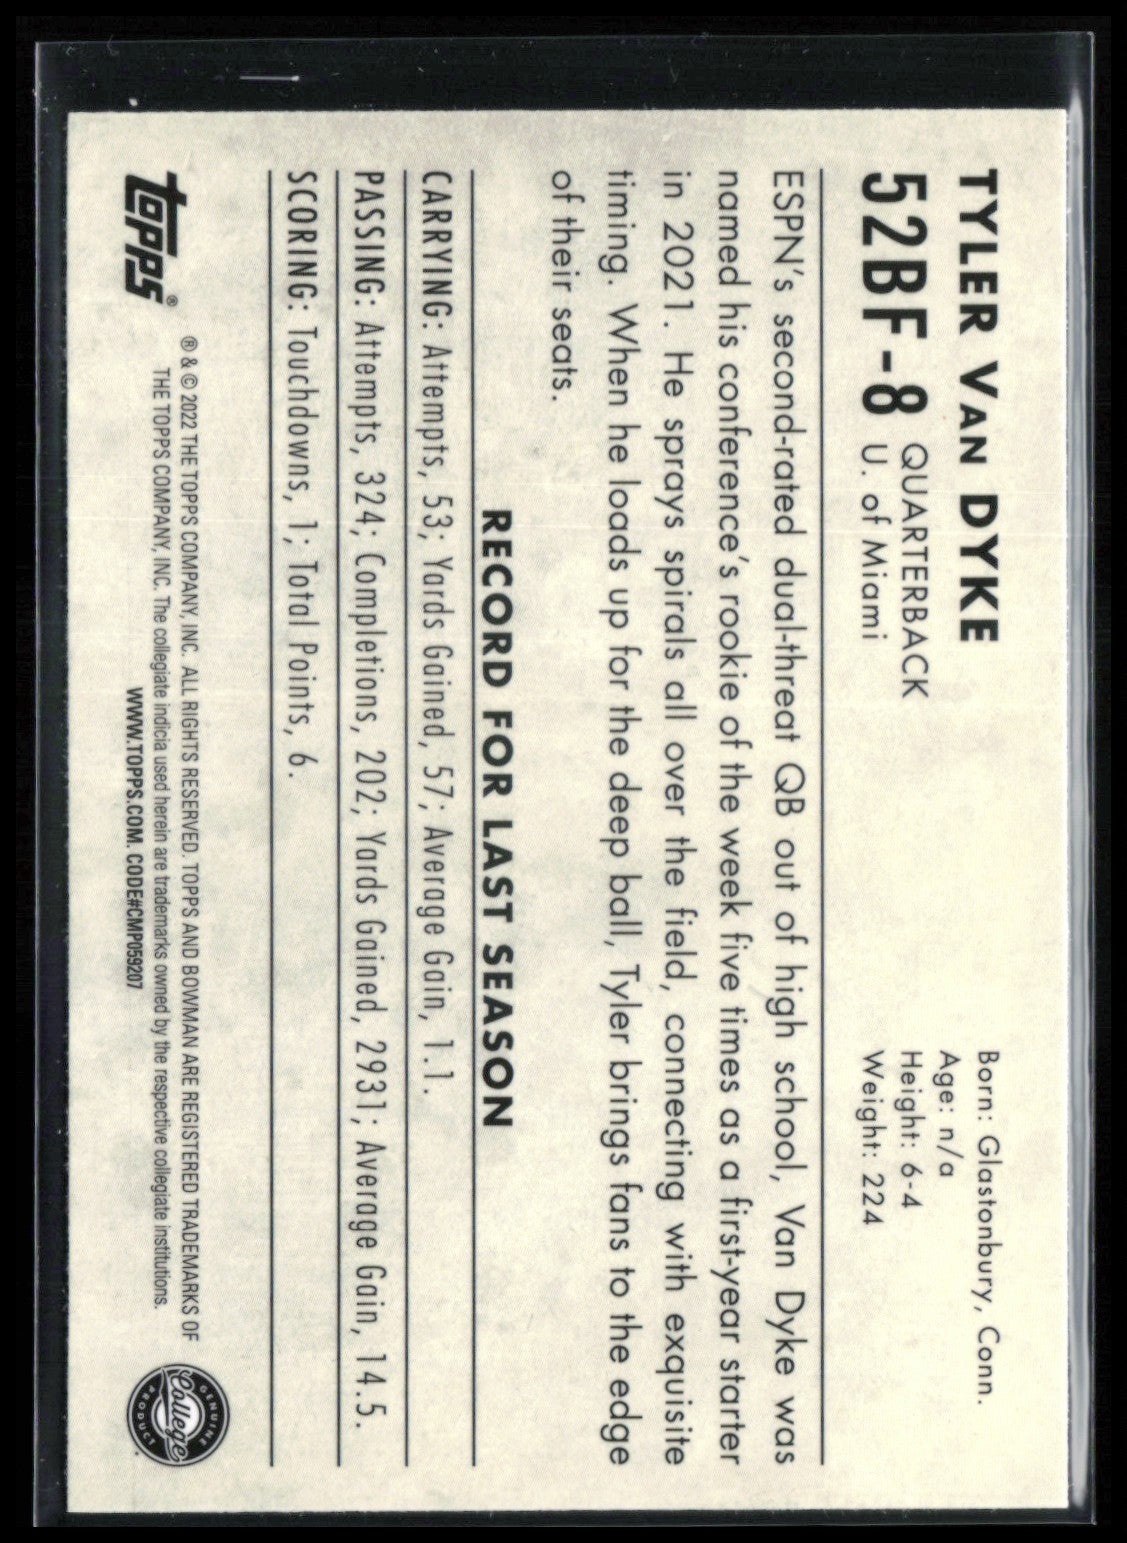 TYLER VAN DYKE
52BF-8 QUARTERBACK
U. of Miami
Born: Glastonbury, Conn.
Age: n/a
Height: 6-4
Weight: 224
ESPN's second-rated dual-threat QB out of high school, Van Dyke was
named his conference's rookie of the week five times as a first-year starter
in 2021. He sprays spirals all over the field, connecting with exquisite
timing. When he loads up for the deep ball, Tyler brings fans to the edge
of their seats.
RECORD FOR LAST SEASON
CARRYING: Attempts, 53; Yards Gained, 57; Average Gain, 1.1.
PASSING: Attempts, 324; Completions, 202; Yards Gained, 2931; Average Gain, 14.5.
SCORING: Touchdowns, 1; Total Points, 6.
topps®
® & © 2022 THE TOPPS COMPANY, INC. ALL RIGHTS RESERVED. TOPPS AND BOWMAN ARE REGISTERED TRADEMARKS OF
THE TOPPS COMPANY, INC. The collegiate indicia used herein are trademarks owned by the respective collegiate institutions.
WWW.TOPPS.COM. CODE#CMP059207
GENUINE
College
PRODUCT